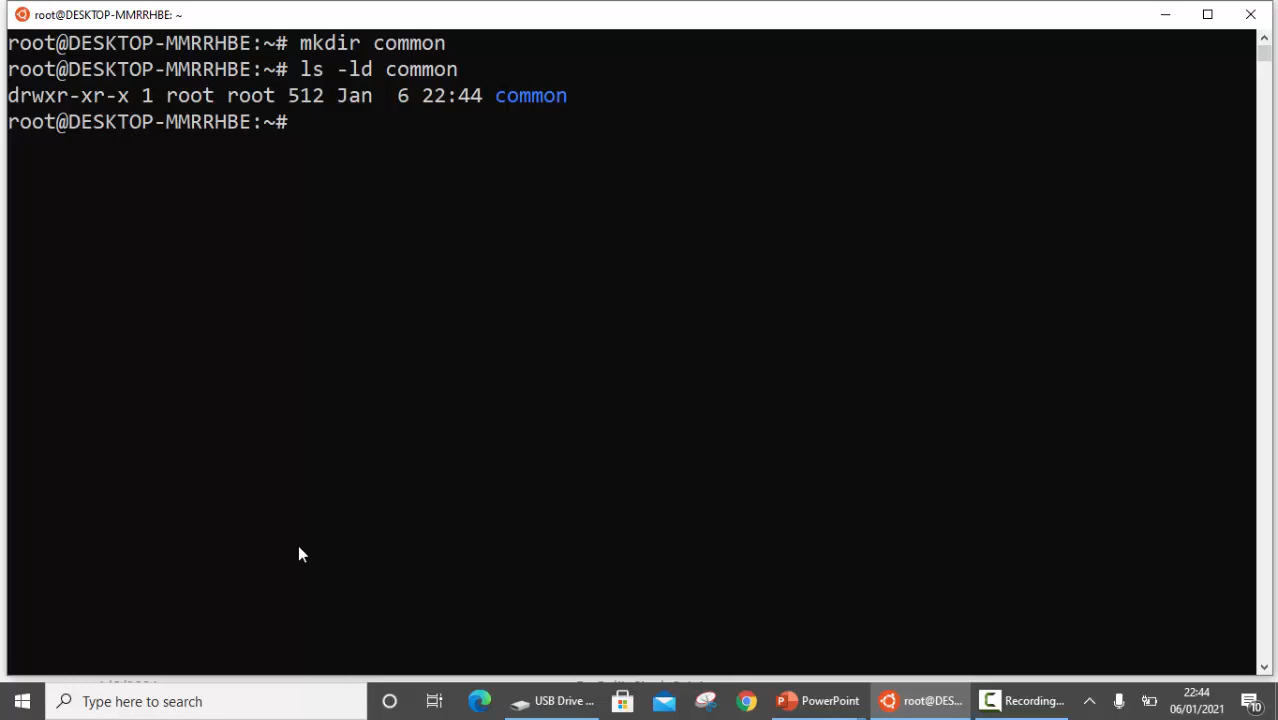 root@DESKTOP-MMRRHBE: ~
root@DESKTOP-MMRRHBE:~# mkdir common
root@DESKTOP-MMRRHBE:~# ls -ld common
drwxr-xr-x 1 root root 512 Jan  6 22:44 common
root@DESKTOP-MMRRHBE:~#
Type here to search
USB Drive ...
PowerPoint
root@DES...
Recording...
22:44
06/01/2021
10